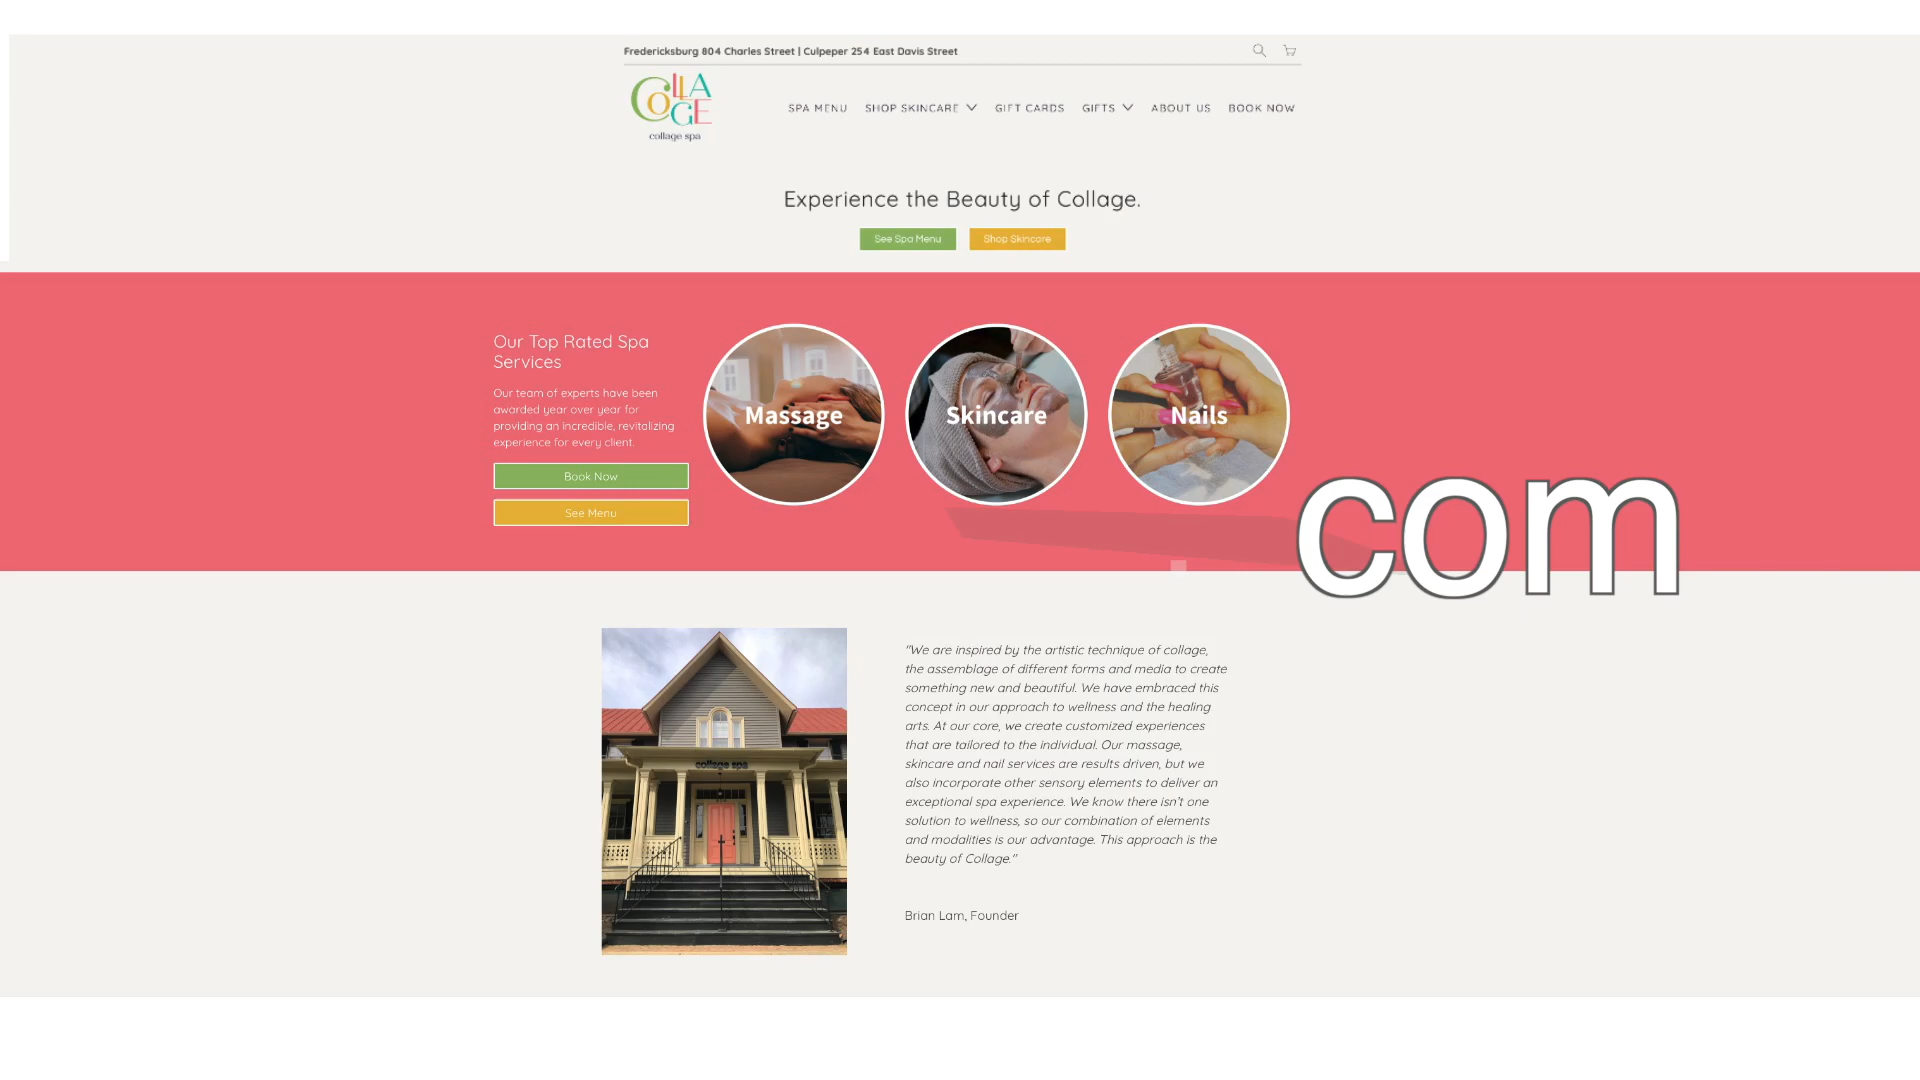 Fredericksburg 804 Charles Street | Culpeper 254 East Davis Street
COLLAGE
collage spa
SPA MENU SHOP SKINCARE GIFT CARDS GIFTS ABOUT US BOOK NOW
Experience the Beauty of Collage.
See Spa Menu Shop Skincare
Our Top Rated Spa
Services
Our team of experts have been
awarded year over year for
providing an incredible, revitalizing
experience for every client.
Book Now
See Menu
Massage
Skincare
Nails
com
collage spa
"We are inspired by the artistic technique of collage,
the assemblage of different forms and media to create
something new and beautiful. We have embraced this
concept in our approach to wellness and the healing
arts. At our core, we create customized experiences
that are tailored to the individual. Our massage,
skincare and nail services are results driven, but we
also incorporate other sensory elements to deliver an
exceptional spa experience. We know there isn't one
solution to wellness, so our combination of elements
and modalities is our advantage. This approach is the
beauty of Collage."
Brian Lam, Founder